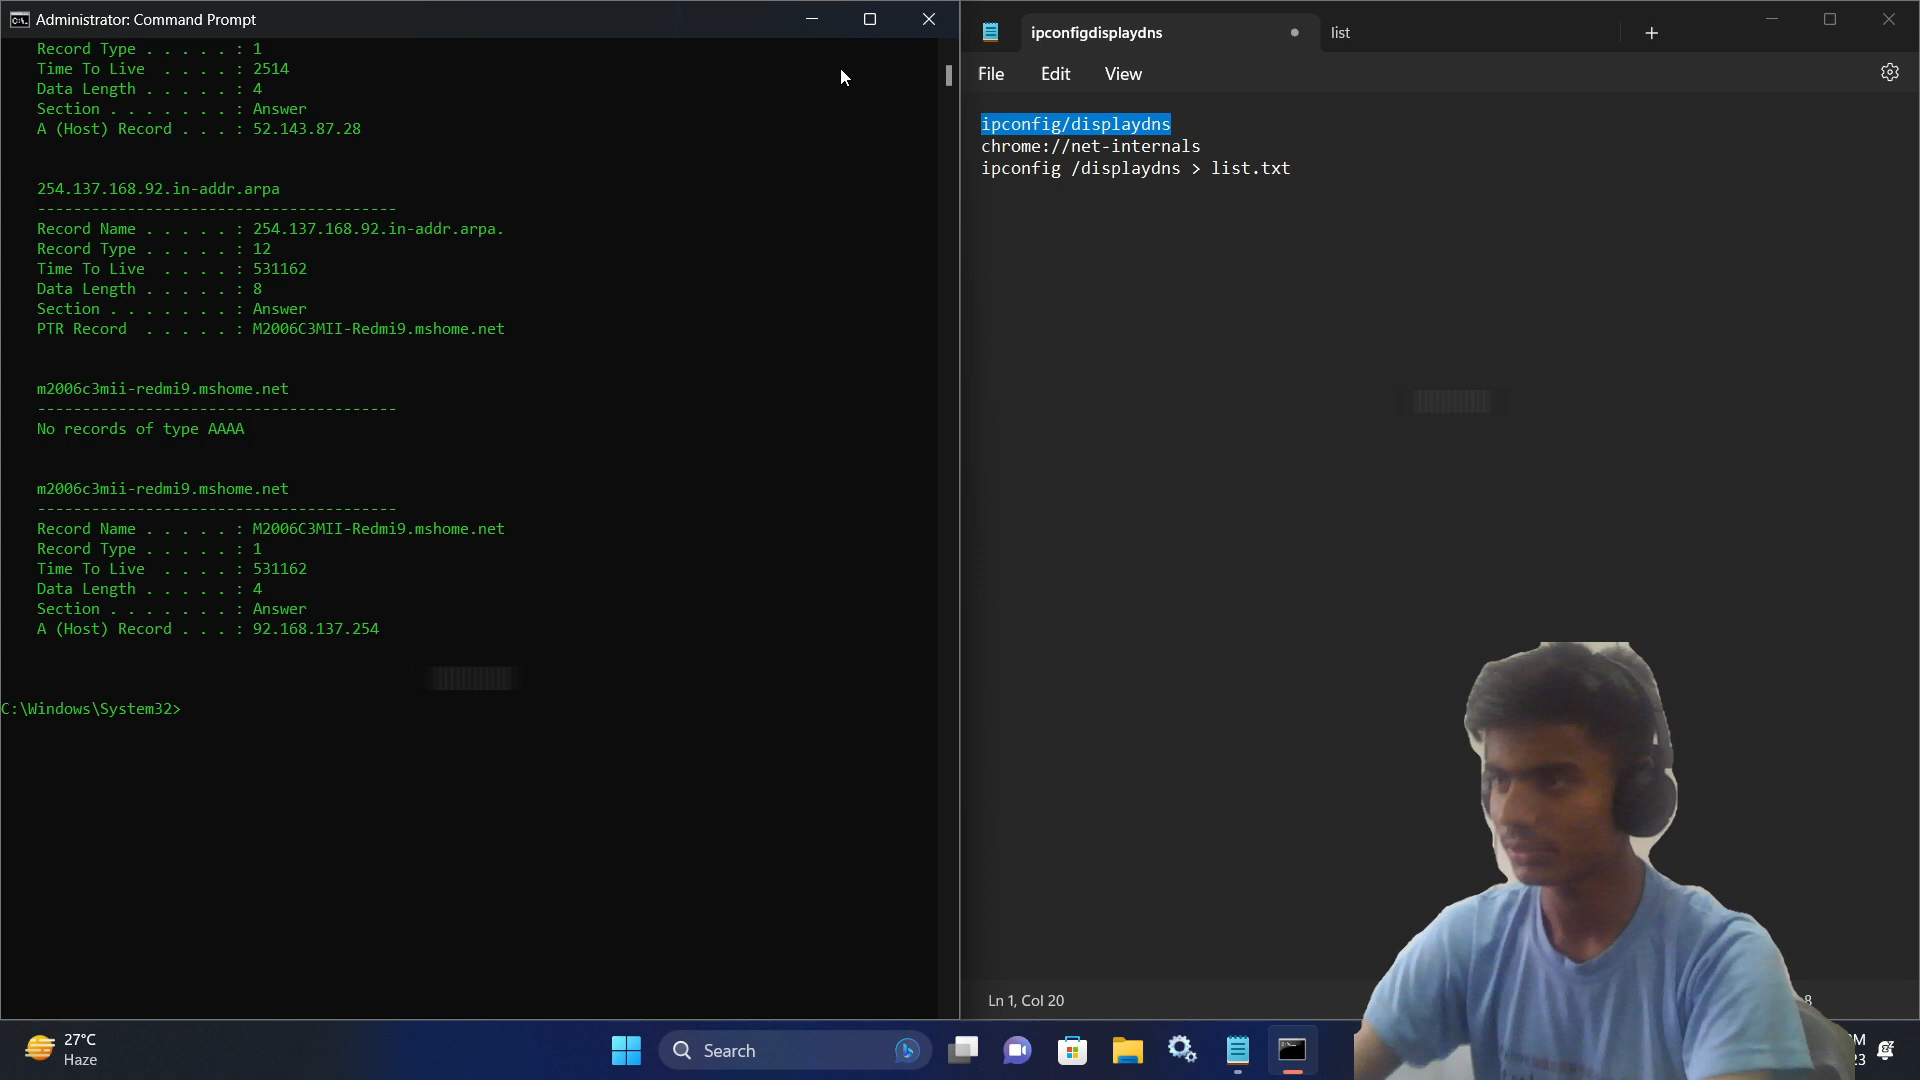 Administrator: Command Prompt
Record Type . . . . . : 1
Time To Live  . . . . : 2514
Data Length . . . . . : 4
Section . . . . . . . : Answer
A (Host) Record . . . : 52.143.87.28
254.137.168.92.in-addr.arpa
----------------------------------------
Record Name . . . . . : 254.137.168.92.in-addr.arpa.
Record Type . . . . . : 12
Time To Live  . . . . : 531162
Data Length . . . . . : 8
Section . . . . . . . : Answer
PTR Record  . . . . . : M2006C3MII-Redmi9.mshome.net
m2006c3mii-redmi9.mshome.net
----------------------------------------
No records of type AAAA
m2006c3mii-redmi9.mshome.net
----------------------------------------
Record Name . . . . . : M2006C3MII-Redmi9.mshome.net
Record Type . . . . . : 1
Time To Live  . . . . : 531162
Data Length . . . . . : 4
Section . . . . . . . : Answer
A (Host) Record . . . : 92.168.137.254
C:\Windows\System32>
ipconfigdisplaydns
list
File Edit View
ipconfig/displaydns
chrome://net-internals
ipconfig /displaydns > list.txt
Ln 1, Col 20
27°C
Haze
Search